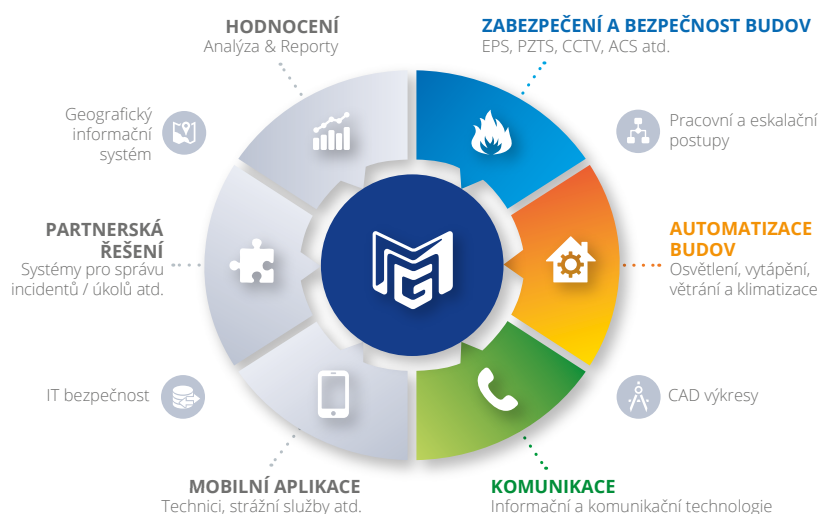 HODNOCENÍ
Analýza & Reporty
ZABEZPEČENÍ A BEZPEČNOST BUDOV
EPS, PZTS, CCTV, ACS atd.
Geografický
informační
systém
Pracovní a eskalační
postupy
PARTNERSKÁ
ŘEŠENÍ
Systémy pro správu
incidentů / úkolů atd.
MG
AUTOMATIZACE
BUDOV
Osvětlení, vytápění,
větrání a klimatizace
IT bezpečnost
CAD výkresy
MOBILNÍ APLIKACE
Technici, strážní služby atd.
KOMUNIKACE
Informační a komunikační technologie